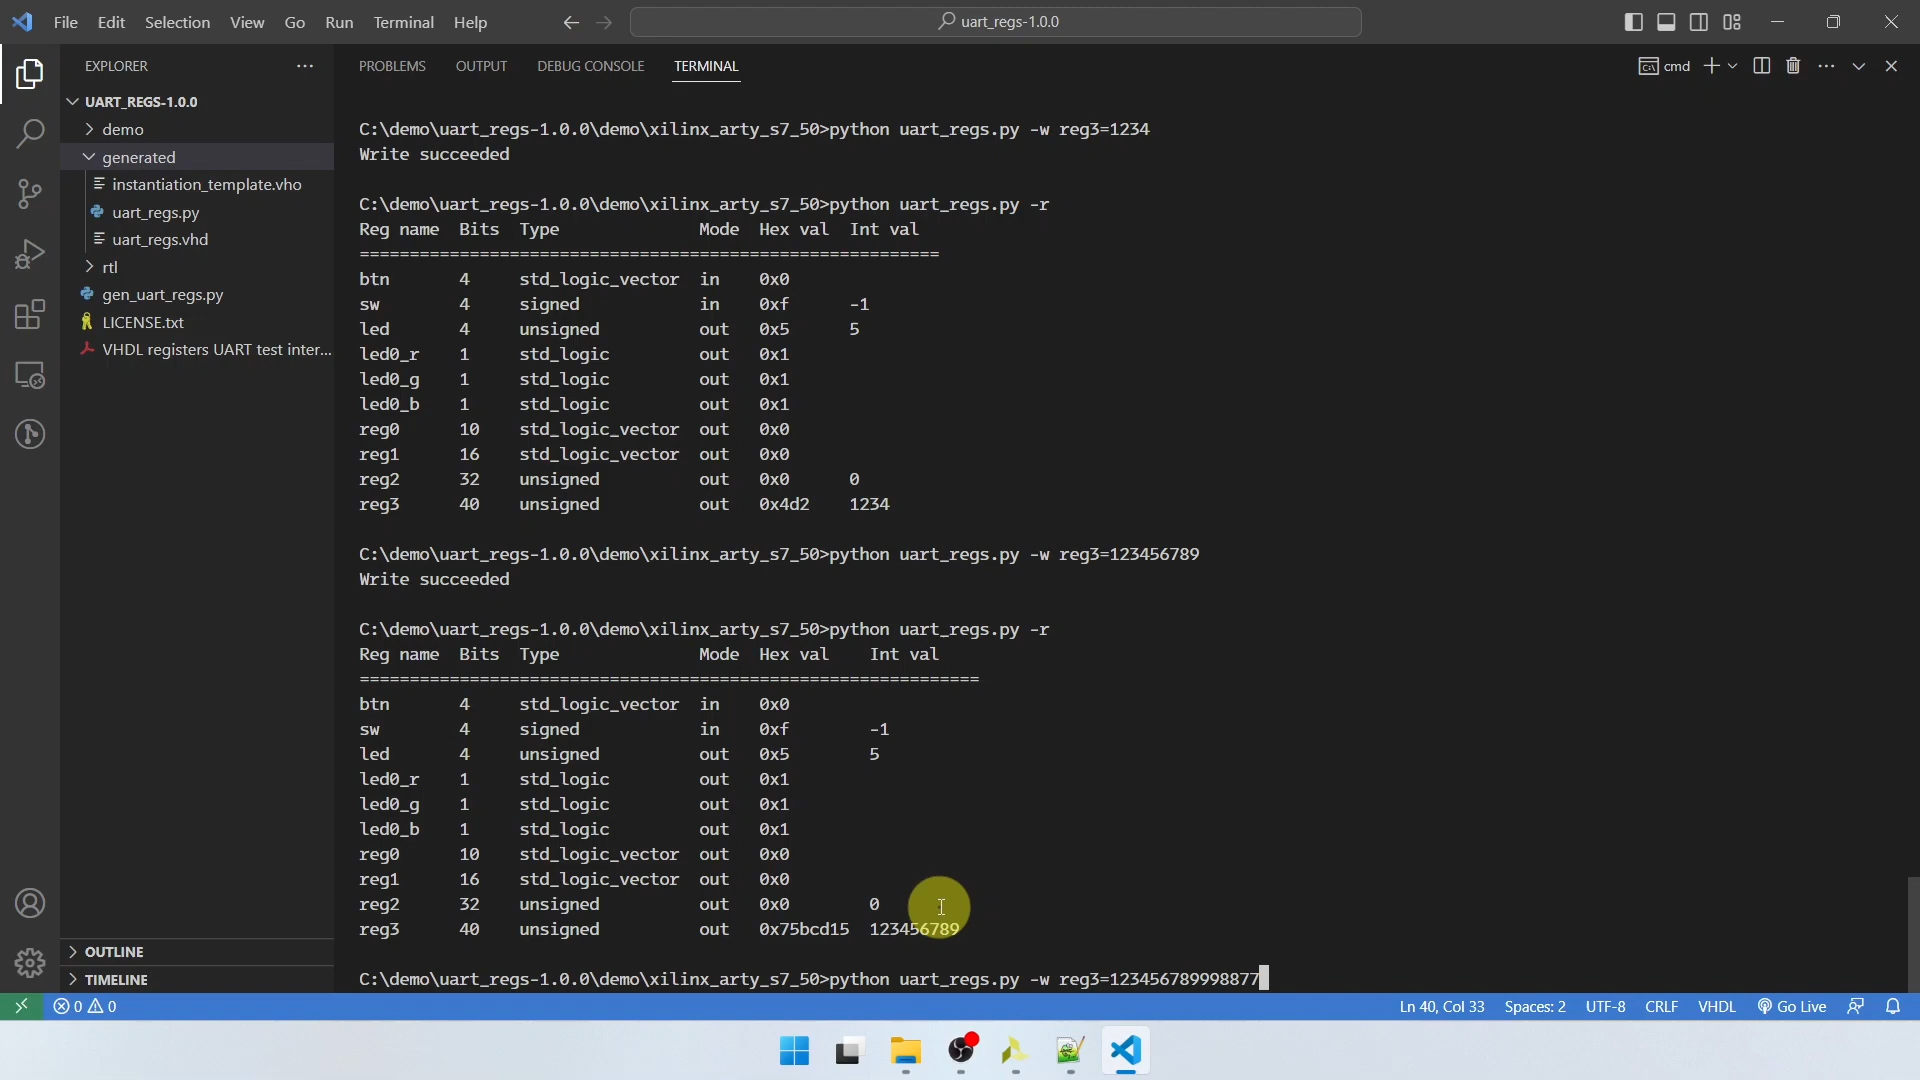 File Edit Selection View Go Run Terminal Help uart_regs-1.0.0
EXPLORER ... PROBLEMS OUTPUT DEBUG CONSOLE TERMINAL cmd
UART_REGS-1.0.0
demo
generated
instantiation_template.vho
uart_regs.py
uart_regs.vhd
rtl
gen_uart_regs.py
LICENSE.txt
VHDL registers UART test inter...
OUTLINE
TIMELINE
C:\demo\uart_regs-1.0.0\demo\xilinx_arty_s7_50>python uart_regs.py -w reg3=1234
Write succeeded
C:\demo\uart_regs-1.0.0\demo\xilinx_arty_s7_50>python uart_regs.py -r
Reg name Bits Type Mode Hex val Int val
==========================================================
btn 4 std_logic_vector in 0x0
sw 4 signed in 0xf -1
led 4 unsigned out 0x5 5
led0_r 1 std_logic out 0x1
led0_g 1 std_logic out 0x1
led0_b 1 std_logic out 0x1
reg0 10 std_logic_vector out 0x0
reg1 16 std_logic_vector out 0x0
reg2 32 unsigned out 0x0 0
reg3 40 unsigned out 0x4d2 1234
C:\demo\uart_regs-1.0.0\demo\xilinx_arty_s7_50>python uart_regs.py -w reg3=123456789
Write succeeded
C:\demo\uart_regs-1.0.0\demo\xilinx_arty_s7_50>python uart_regs.py -r
Reg name Bits Type Mode Hex val Int val
==============================================================
btn 4 std_logic_vector in 0x0
sw 4 signed in 0xf -1
led 4 unsigned out 0x5 5
led0_r 1 std_logic out 0x1
led0_g 1 std_logic out 0x1
led0_b 1 std_logic out 0x1
reg0 10 std_logic_vector out 0x0
reg1 16 std_logic_vector out 0x0
reg2 32 unsigned out 0x0 0
reg3 40 unsigned out 0x75bcd15 123456789
C:\demo\uart_regs-1.0.0\demo\xilinx_arty_s7_50>python uart_regs.py -w reg3=123456789998877
0 0 Ln 40, Col 33 Spaces: 2 UTF-8 CRLF VHDL Go Live